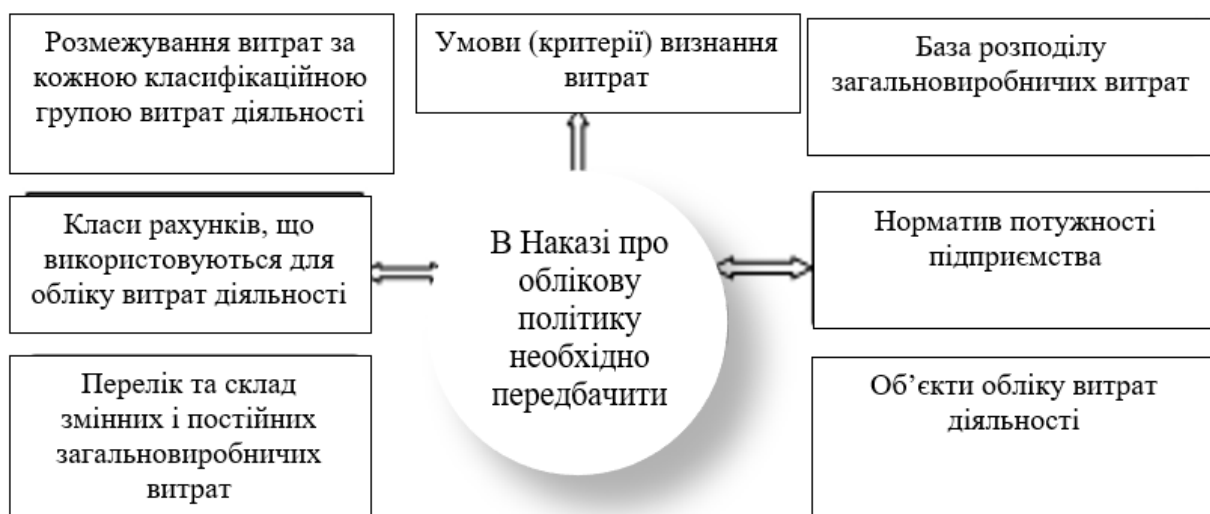 Розмежування витрат за
кожною класифікаційною
групою витрат діяльності
Умови (критерії) визнання
витрат
База розподілу
загальновиробничих витрат
Класи рахунків, що
використовуються для
обліку витрат діяльності
В Наказі про
облікову
політику
необхідно
передбачити
Норматив потужності
підприємства
Перелік та склад
змінних і постійних
загальновиробничих
витрат
Об’єкти обліку витрат
діяльності